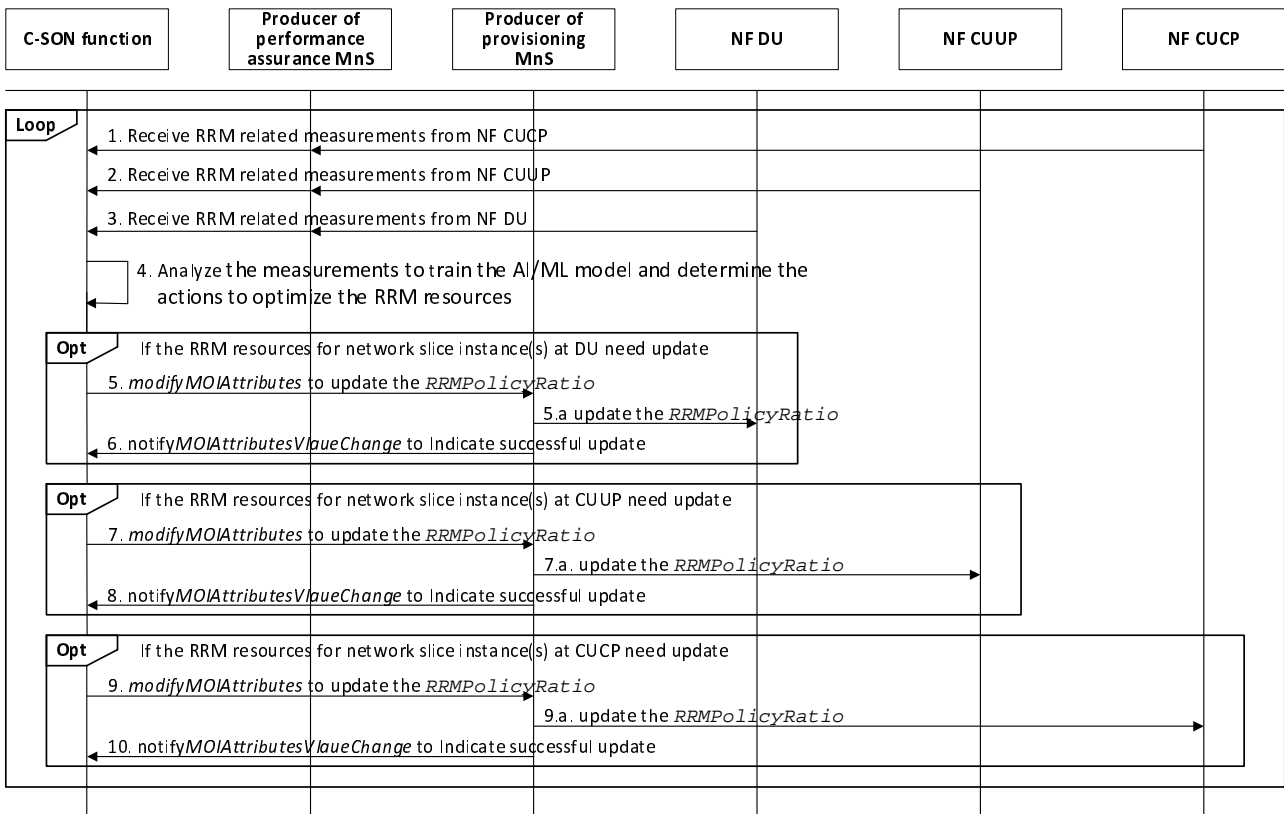 C-SON function
Producer of
performance
assurance MnS
Producer of
provisioning
MnS
NF DU
NF CUUP
NF CUCP
Loop
1. Receive RRM related measurements from NF CUCP
2. Receive RRM related measurements from NF CUUP
3. Receive RRM related measurements from NF DU
4. Analyze the measurements to train the AI/ML model and determine the
actions to optimize the RRM resources
Opt
If the RRM resources for network slice instance(s) at DU need update
5. modifyMOIAttributes to update the RRMPolicyRatio
5.a update the RRMPolicyRatio
6. notifyMOIAttributesVlaueChange to Indicate successful update
Opt
If the RRM resources for network slice instance(s) at CUUP need update
7. modifyMOIAttributes to update the RRMPolicyRatio
7.a. update the RRMPolicyRatio
8. notifyMOIAttributesVlaueChange to Indicate successful update
Opt
If the RRM resources for network slice instance(s) at CUCP need update
9. modifyMOIAttributes to update the RRMPolicyRatio
9.a. update the RRMPolicyRatio
10. notifyMOIAttributesVlaueChange to Indicate successful update